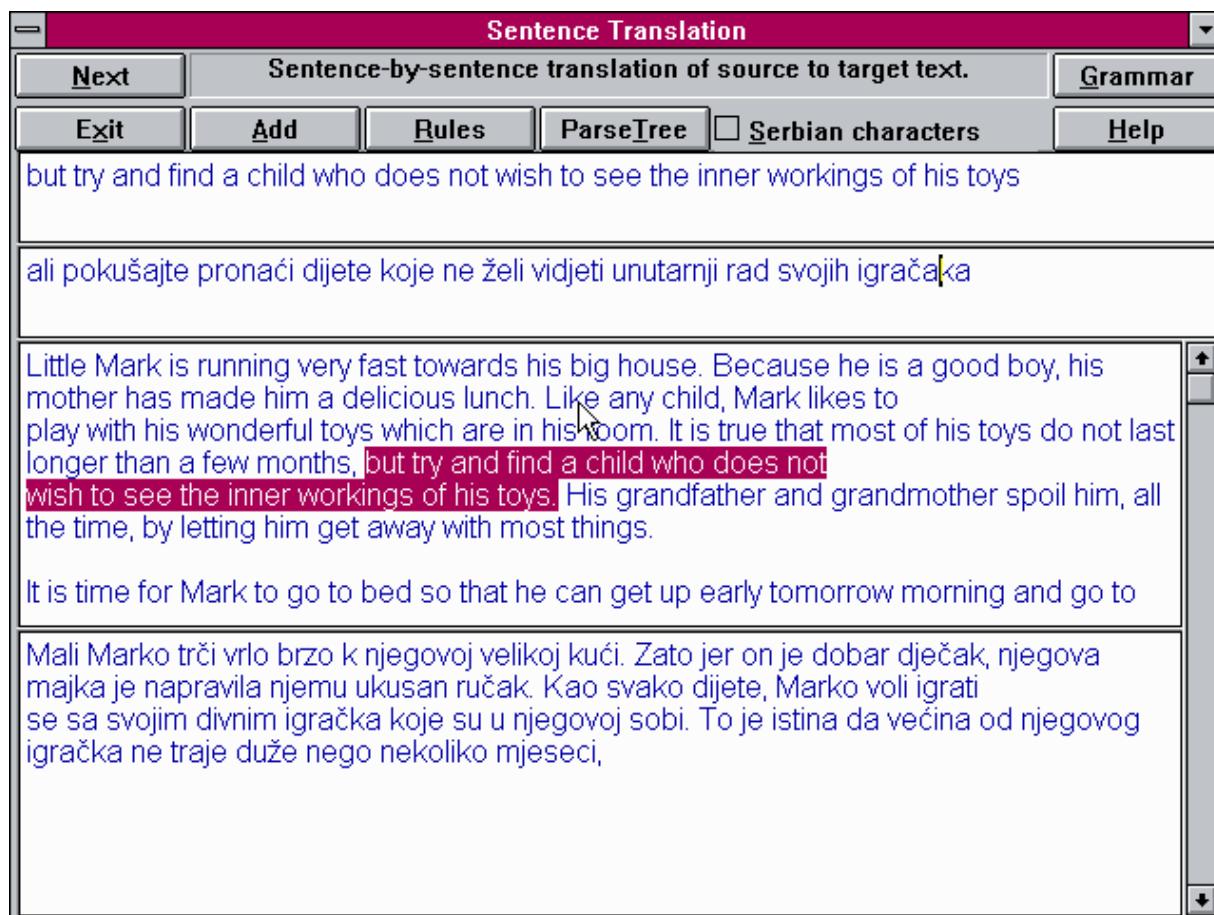 Sentence Translation
Next Sentence-by-sentence translation of source to target text. Grammar
Exit Add Rules ParseTree Serbian characters Help
but try and find a child who does not wish to see the inner workings of his toys
ali pokušajte pronaći dijete koje ne želi vidjeti unutarnji rad svojih igračaka
Little Mark is running very fast towards his big house. Because he is a good boy, his
mother has made him a delicious lunch. Like any child, Mark likes to
play with his wonderful toys which are in his room. It is true that most of his toys do not last
longer than a few months, but try and find a child who does not
wish to see the inner workings of his toys. His grandfather and grandmother spoil him, all
the time, by letting him get away with most things.
It is time for Mark to go to bed so that he can get up early tomorrow morning and go to
Mali Marko trči vrlo brzo k njegovoj velikoj kući. Zato jer on je dobar dječak, njegova
majka je napravila njemu ukusan ručak. Kao svako dijete, Marko voli igrati
se sa svojim divnim igračka koje su u njegovoj sobi. To je istina da većina od njegovog
igračka ne traje duže nego nekoliko mjeseci,